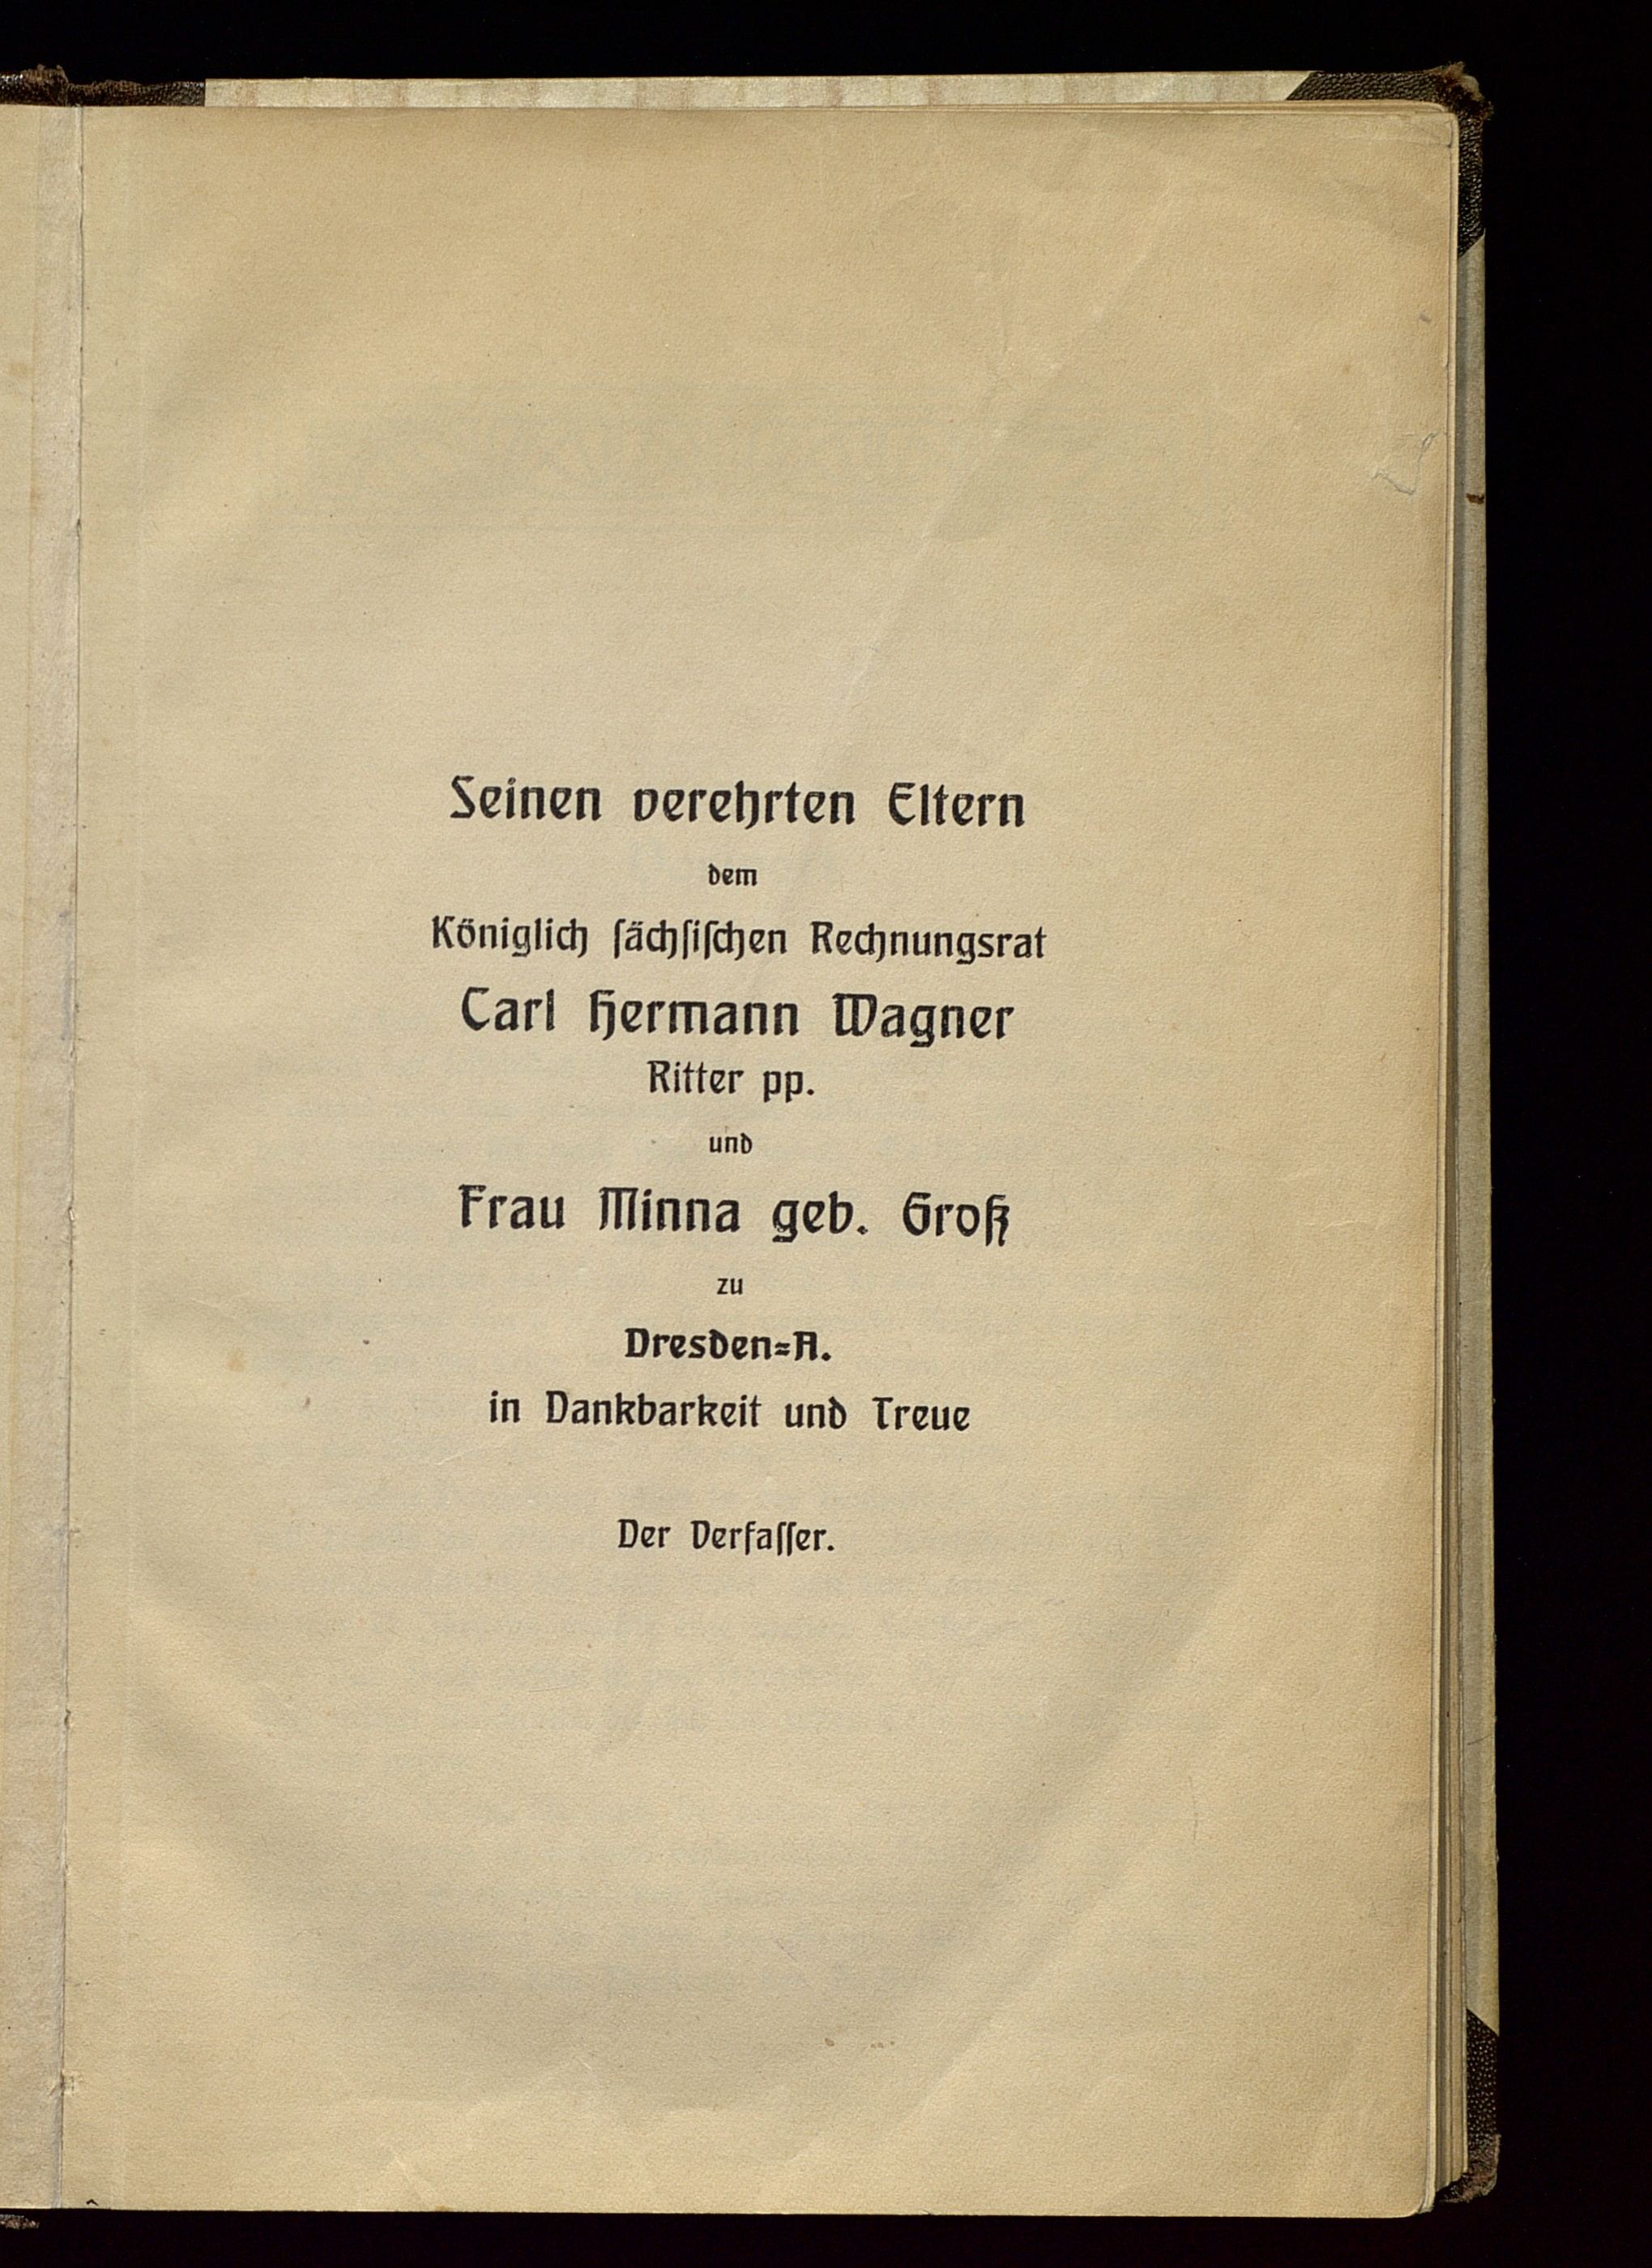 Seinen verehrten Eltern
dem
Königlich ſächſiſchen Rechnungsrat
Carl Hermann Wagner
Ritter pp.
und
Frau Minna geb. Groß
zu
Dresden=A.
in Dankbarkeit und Treue
Der Verfaſſer.